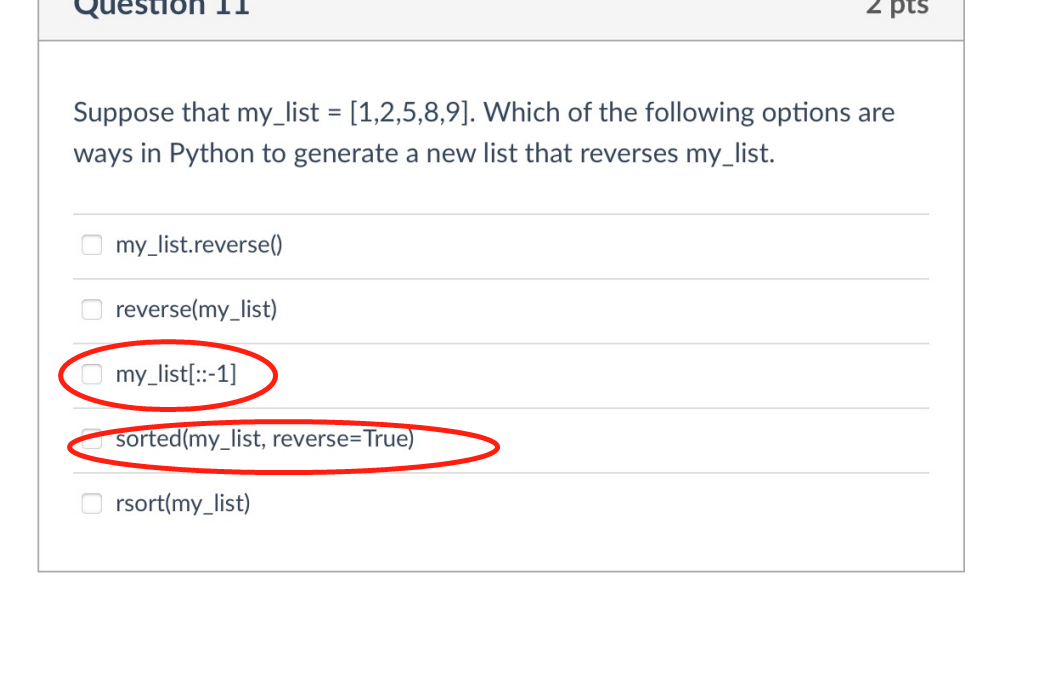 Question 11
2 pts
Suppose that my_list = [1,2,5,8,9]. Which of the following options are
ways in Python to generate a new list that reverses my_list.
my_list.reverse()
reverse(my_list)
my_list[::-1]
sorted(my_list, reverse=True)
rsort(my_list)